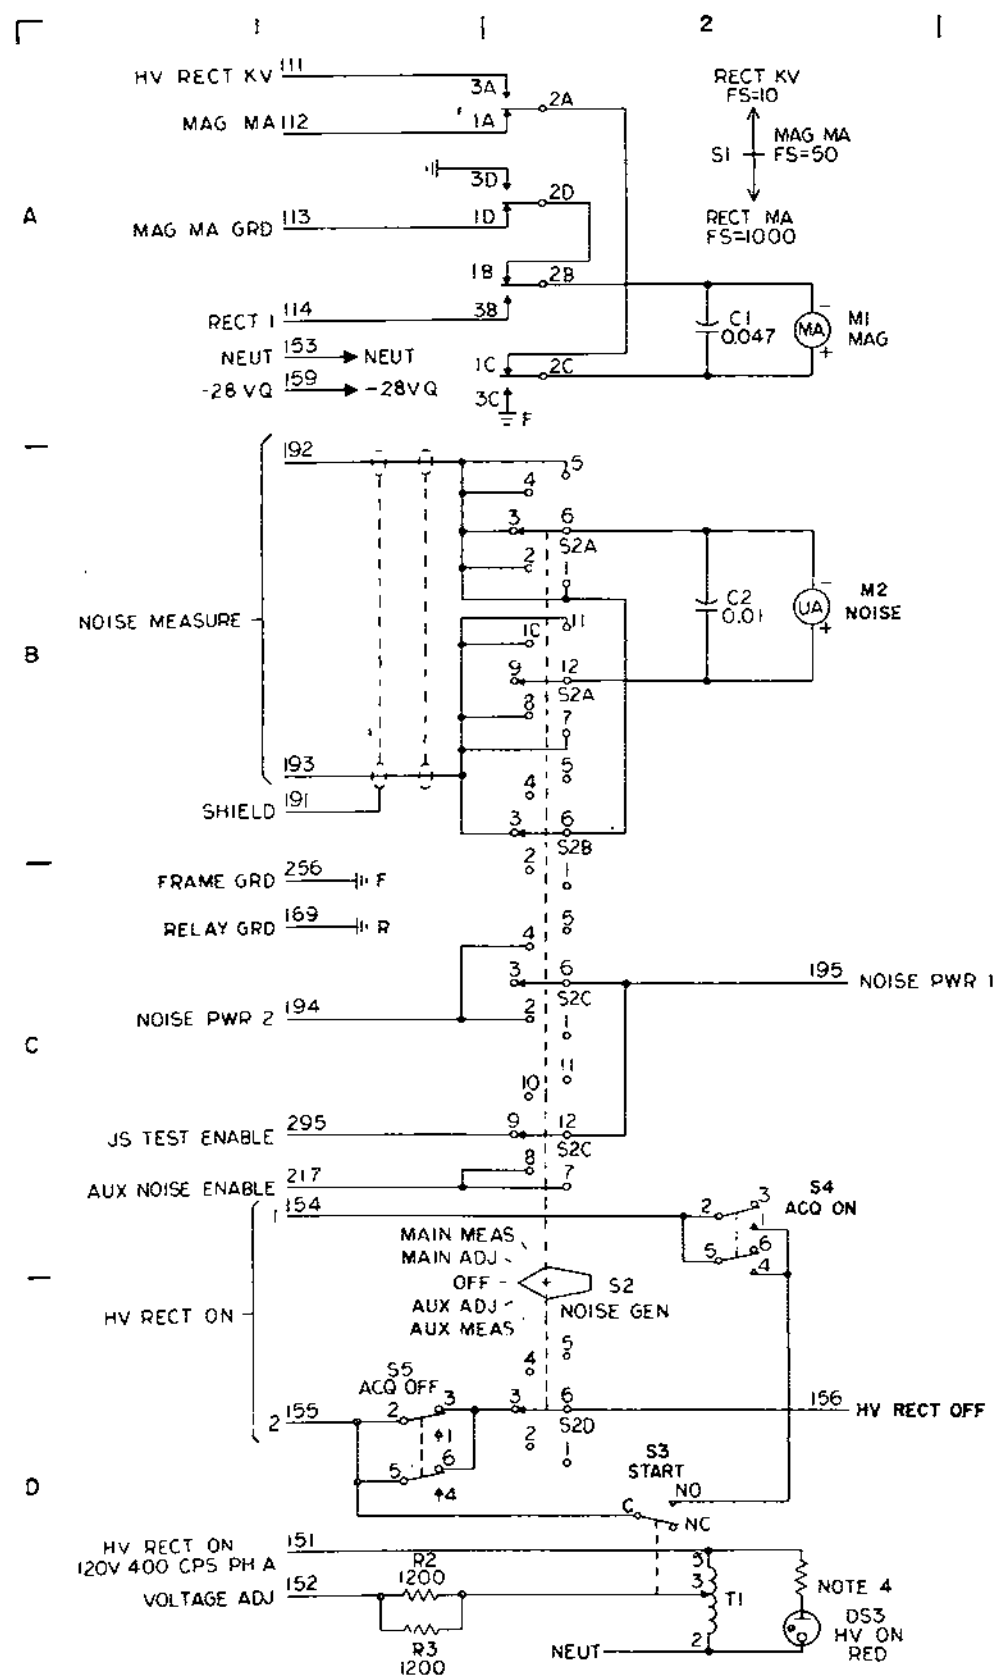 1 2
HV RECT KV 111
3A
2A
RECT KV
FS=10
MAG MA 112
1A
S1
MAG MA
FS=50
3D
2D
A
MAG MA GRD 113
1D
RECT MA
FS=1000
1B
2B
RECT I 114
3B
C1
0.047
MA
M1
MAG
- +
NEUT 153 NEUT
1C
2C
-28 VQ 159 -28VQ
3C
F
192
5
4
3
6
S2A
2
1
NOISE MEASURE
C2
0.01
UA
M2
NOISE
- +
11
10
B
9
12
S2A
8
7
193
5
4
SHIELD 191
3
6
S2B
2
1
FRAME GRD 256 F
RELAY GRD 169 R
5
4
3
6
195 NOISE PWR 1
S2C
NOISE PWR 2 194
2
1
C
11
10
JS TEST ENABLE 295
9
12
S2C
8
7
AUX NOISE ENABLE 217
1 154
2
3
1
S4
ACQ ON
5
6
4
MAIN MEAS
MAIN ADJ
OFF
AUX ADJ
AUX MEAS
S2
NOISE GEN
HV RECT ON
5
4
S5
ACQ OFF
2 155
2
3
1
3
6
156 HV RECT OFF
S2D
2
1
5
6
4
S3
START
D
NO
C
NC
HV RECT ON
120V 400 CPS PH A
151
R2
1200
VOLTAGE ADJ 152
R3
1200
3
3
T1
2
NOTE 4
DS3
HV ON
RED
NEUT